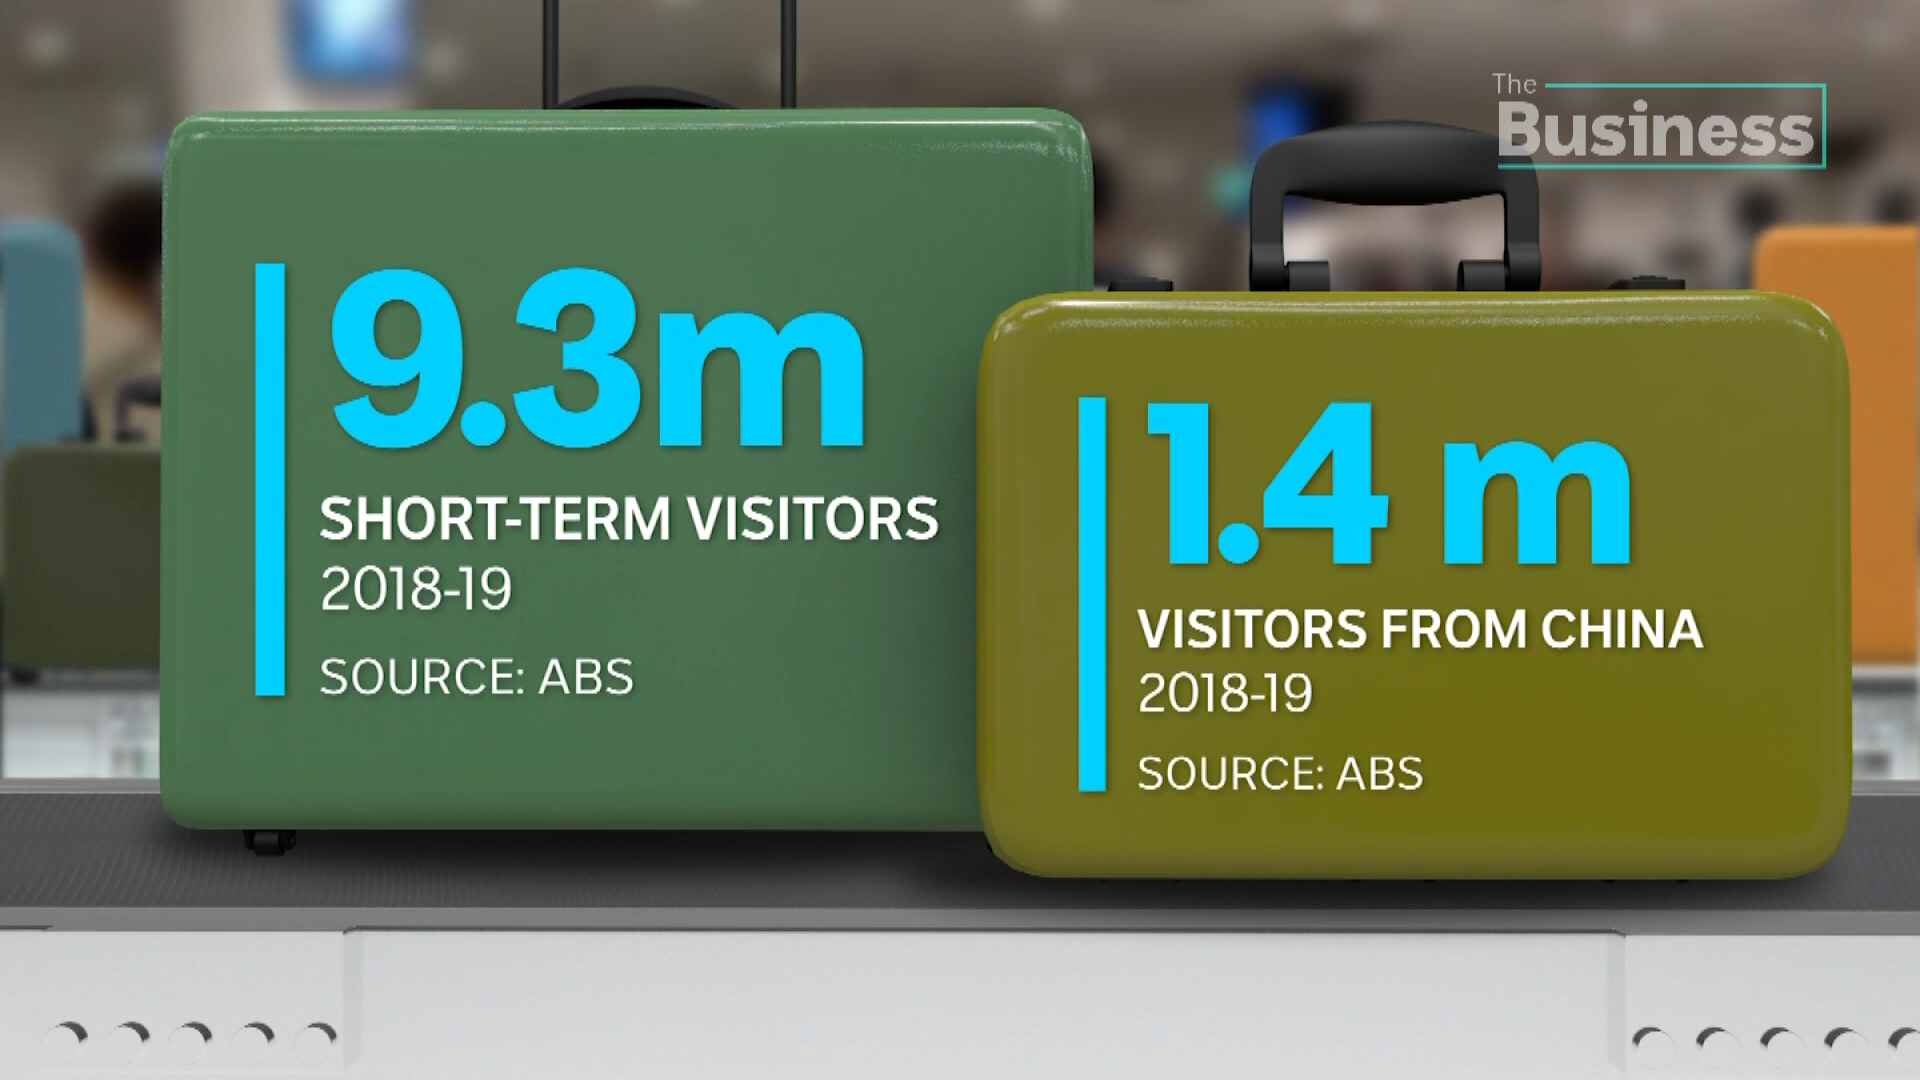 The
Business
9.3m
SHORT-TERM VISITORS
2018-19
SOURCE: ABS
1.4 m
VISITORS FROM CHINA
2018-19
SOURCE: ABS